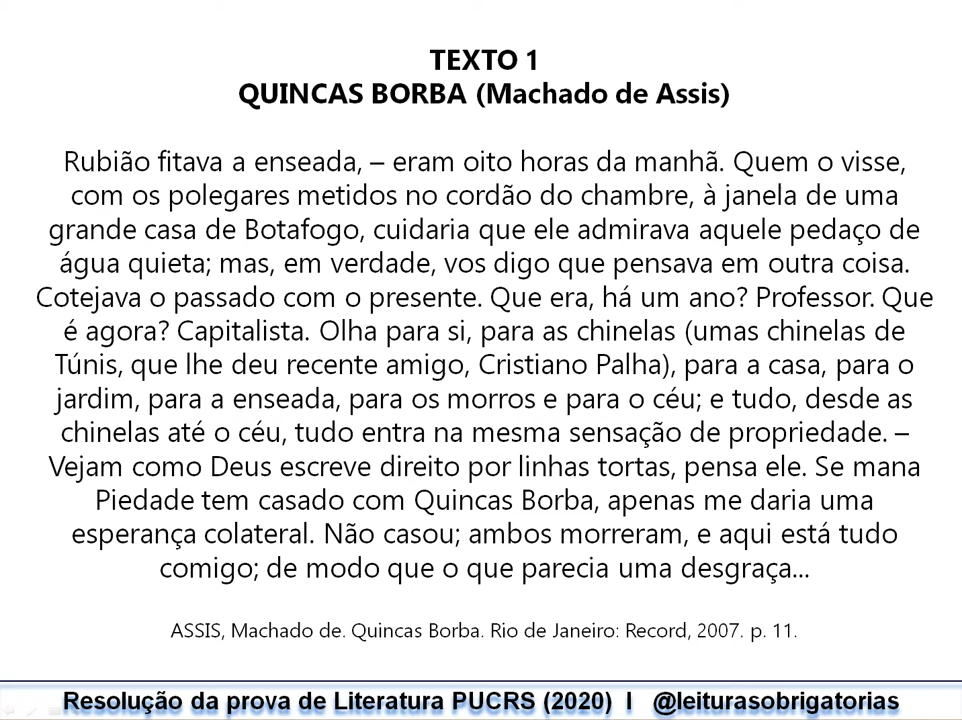 TEXTO 1
QUINCAS BORBA (Machado de Assis)
Rubião fitava a enseada, – eram oito horas da manhã. Quem o visse,
com os polegares metidos no cordão do chambre, à janela de uma
grande casa de Botafogo, cuidaria que ele admirava aquele pedaço de
água quieta; mas, em verdade, vos digo que pensava em outra coisa.
Cotejava o passado com o presente. Que era, há um ano? Professor. Que
é agora? Capitalista. Olha para si, para as chinelas (umas chinelas de
Túnis, que lhe deu recente amigo, Cristiano Palha), para a casa, para o
jardim, para a enseada, para os morros e para o céu; e tudo, desde as
chinelas até o céu, tudo entra na mesma sensação de propriedade. –
Vejam como Deus escreve direito por linhas tortas, pensa ele. Se mana
Piedade tem casado com Quincas Borba, apenas me daria uma
esperança colateral. Não casou; ambos morreram, e aqui está tudo
comigo; de modo que o que parecia uma desgraça...
ASSIS, Machado de. Quincas Borba. Rio de Janeiro: Record, 2007. p. 11.
Resolução da prova de Literatura PUCRS (2020) I @leiturasobrigatorias